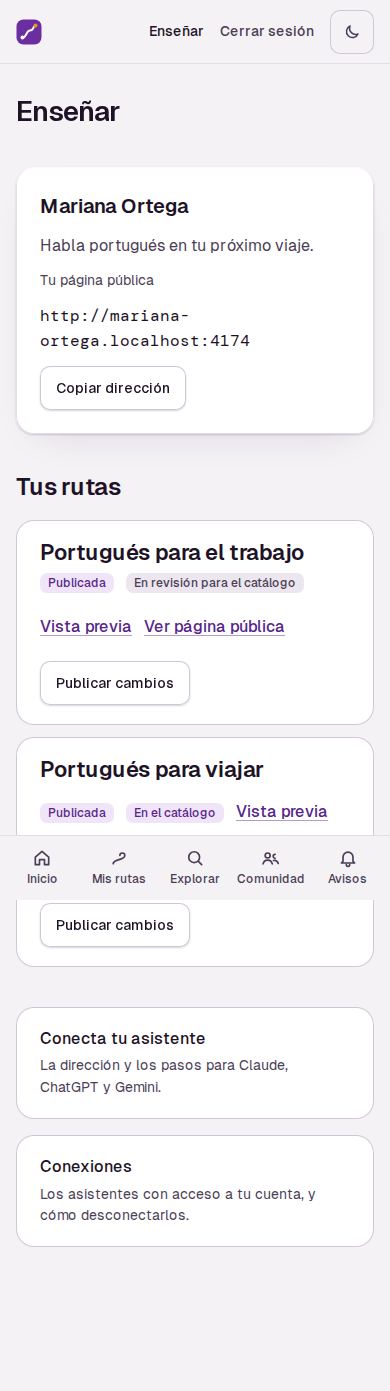 Enseñar
Cerrar sesión
Enseñar
Mariana Ortega
Habla portugués en tu próximo viaje.
Tu página pública
http://mariana-
ortega.localhost:4174
Copiar dirección
Tus rutas
Portugués para el trabajo
Publicada
En revisión para el catálogo
Vista previa
Ver página pública
Publicar cambios
Portugués para viajar
Publicada
En el catálogo
Vista previa
Inicio
Mis rutas
Explorar
Comunidad
Avisos
Publicar cambios
Conecta tu asistente
La dirección y los pasos para Claude,
ChatGPT y Gemini.
Conexiones
Los asistentes con acceso a tu cuenta, y
cómo desconectarlos.